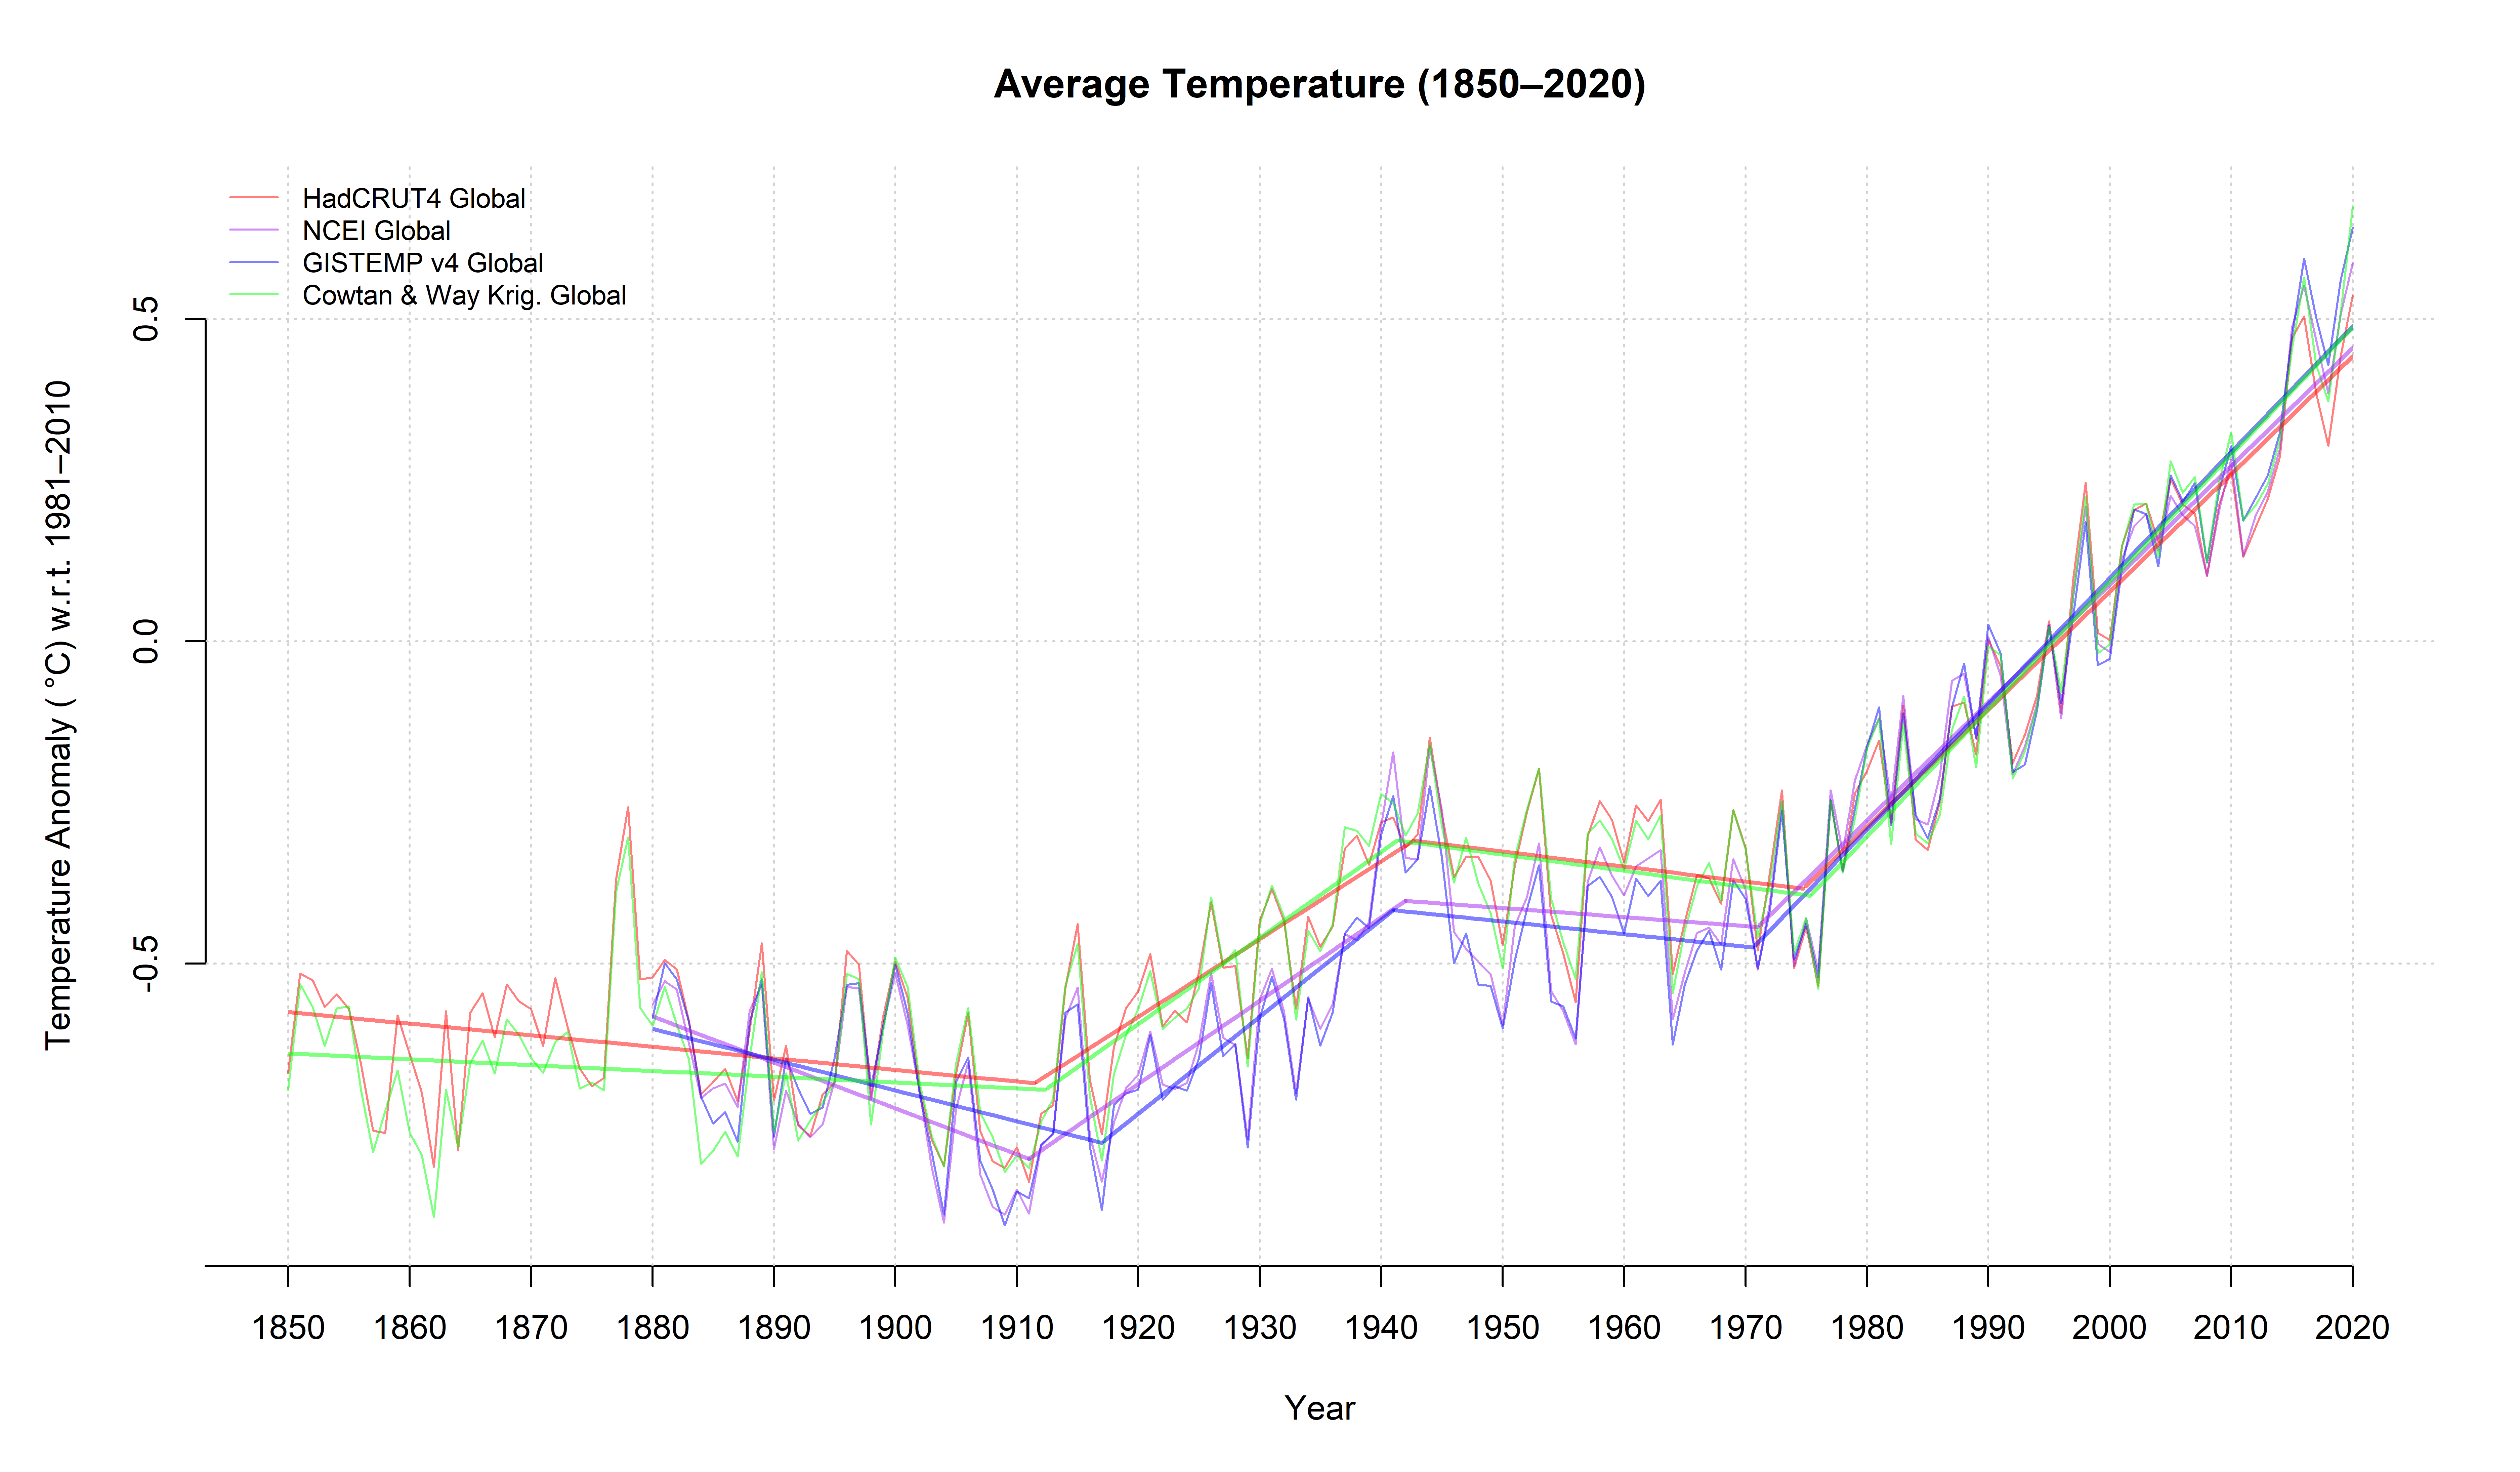 Average Temperature (1850–2020)
HadCRUT4 Global
NCEI Global
GISTEMP v4 Global
Cowtan & Way Krig. Global
Temperature Anomaly ( °C) w.r.t. 1981–2010
0.5
0.0
-0.5
1850 1860 1870 1880 1890 1900 1910 1920 1930 1940 1950 1960 1970 1980 1990 2000 2010 2020
Year